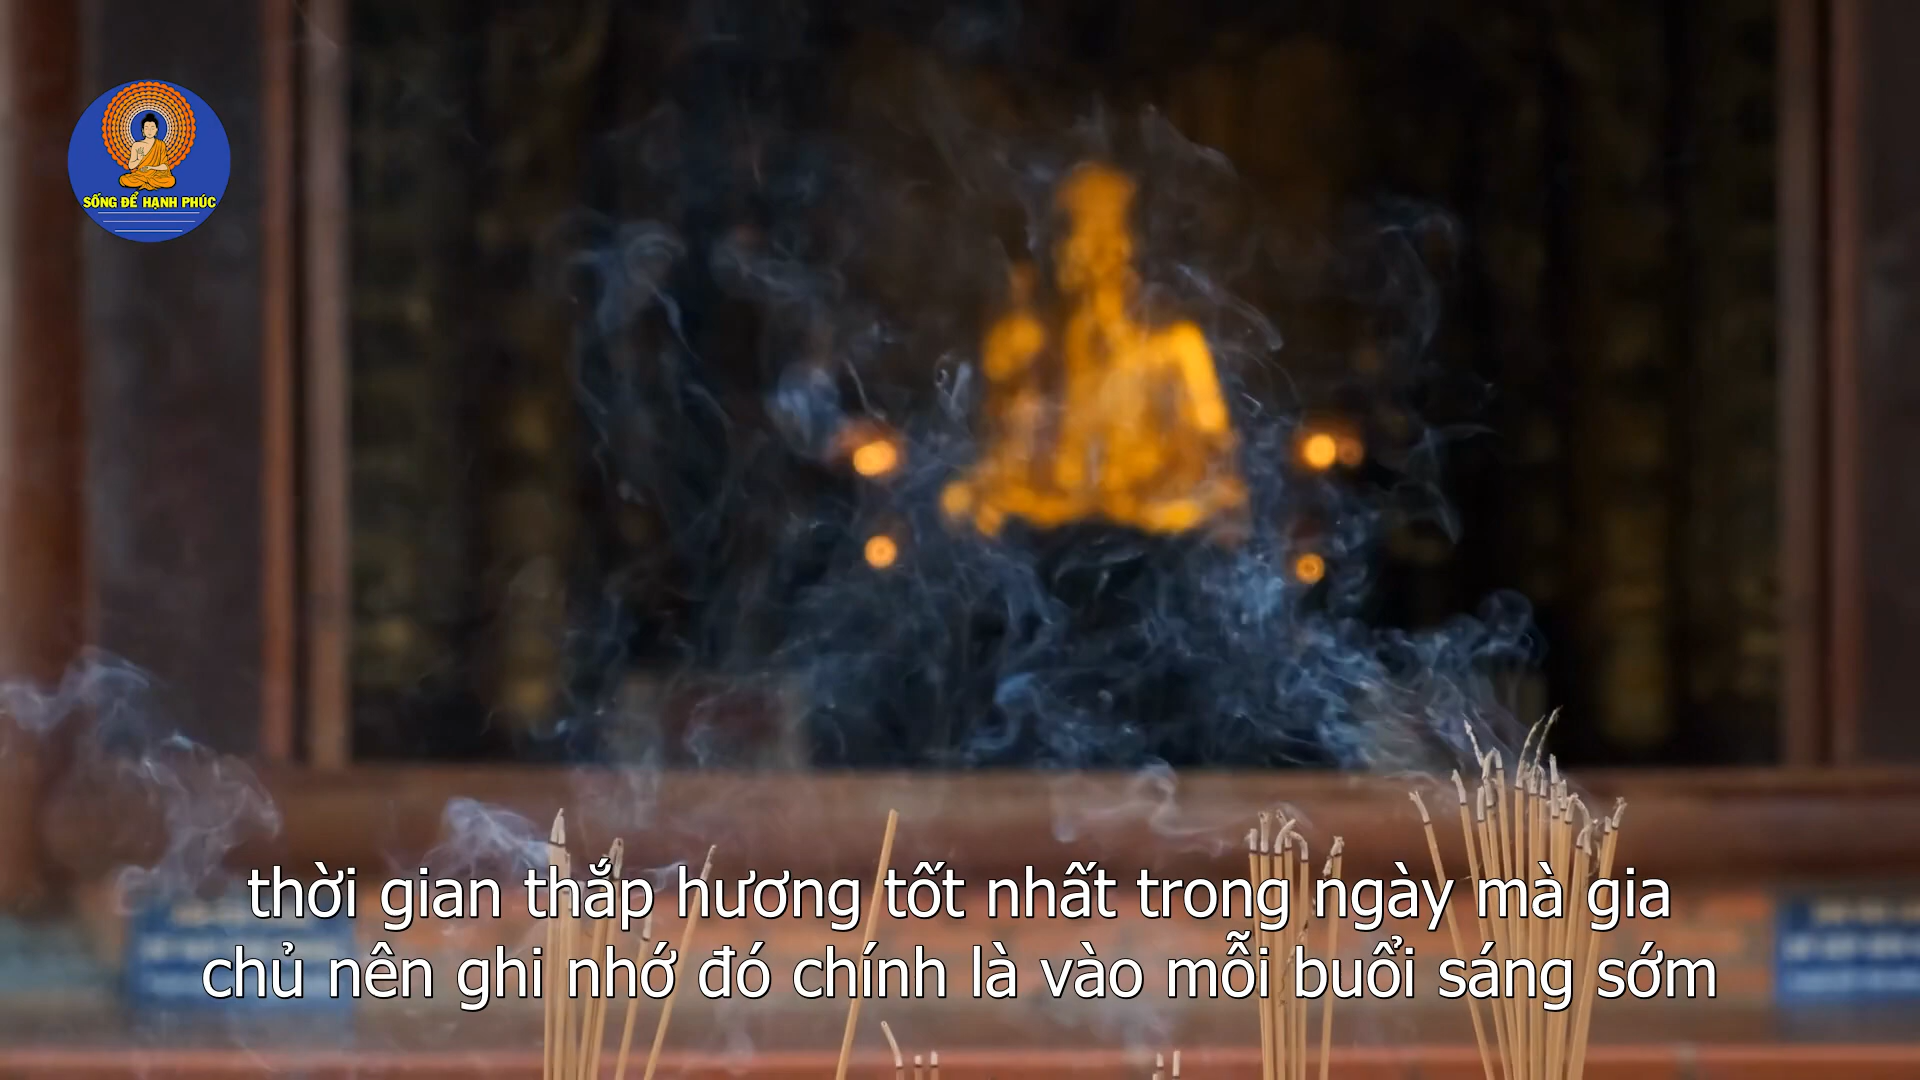 SỐNG ĐỂ HẠNH PHÚC
thời gian thắp hương tốt nhất trong ngày mà gia
chủ nên ghi nhớ đó chính là vào mỗi buổi sáng sớm